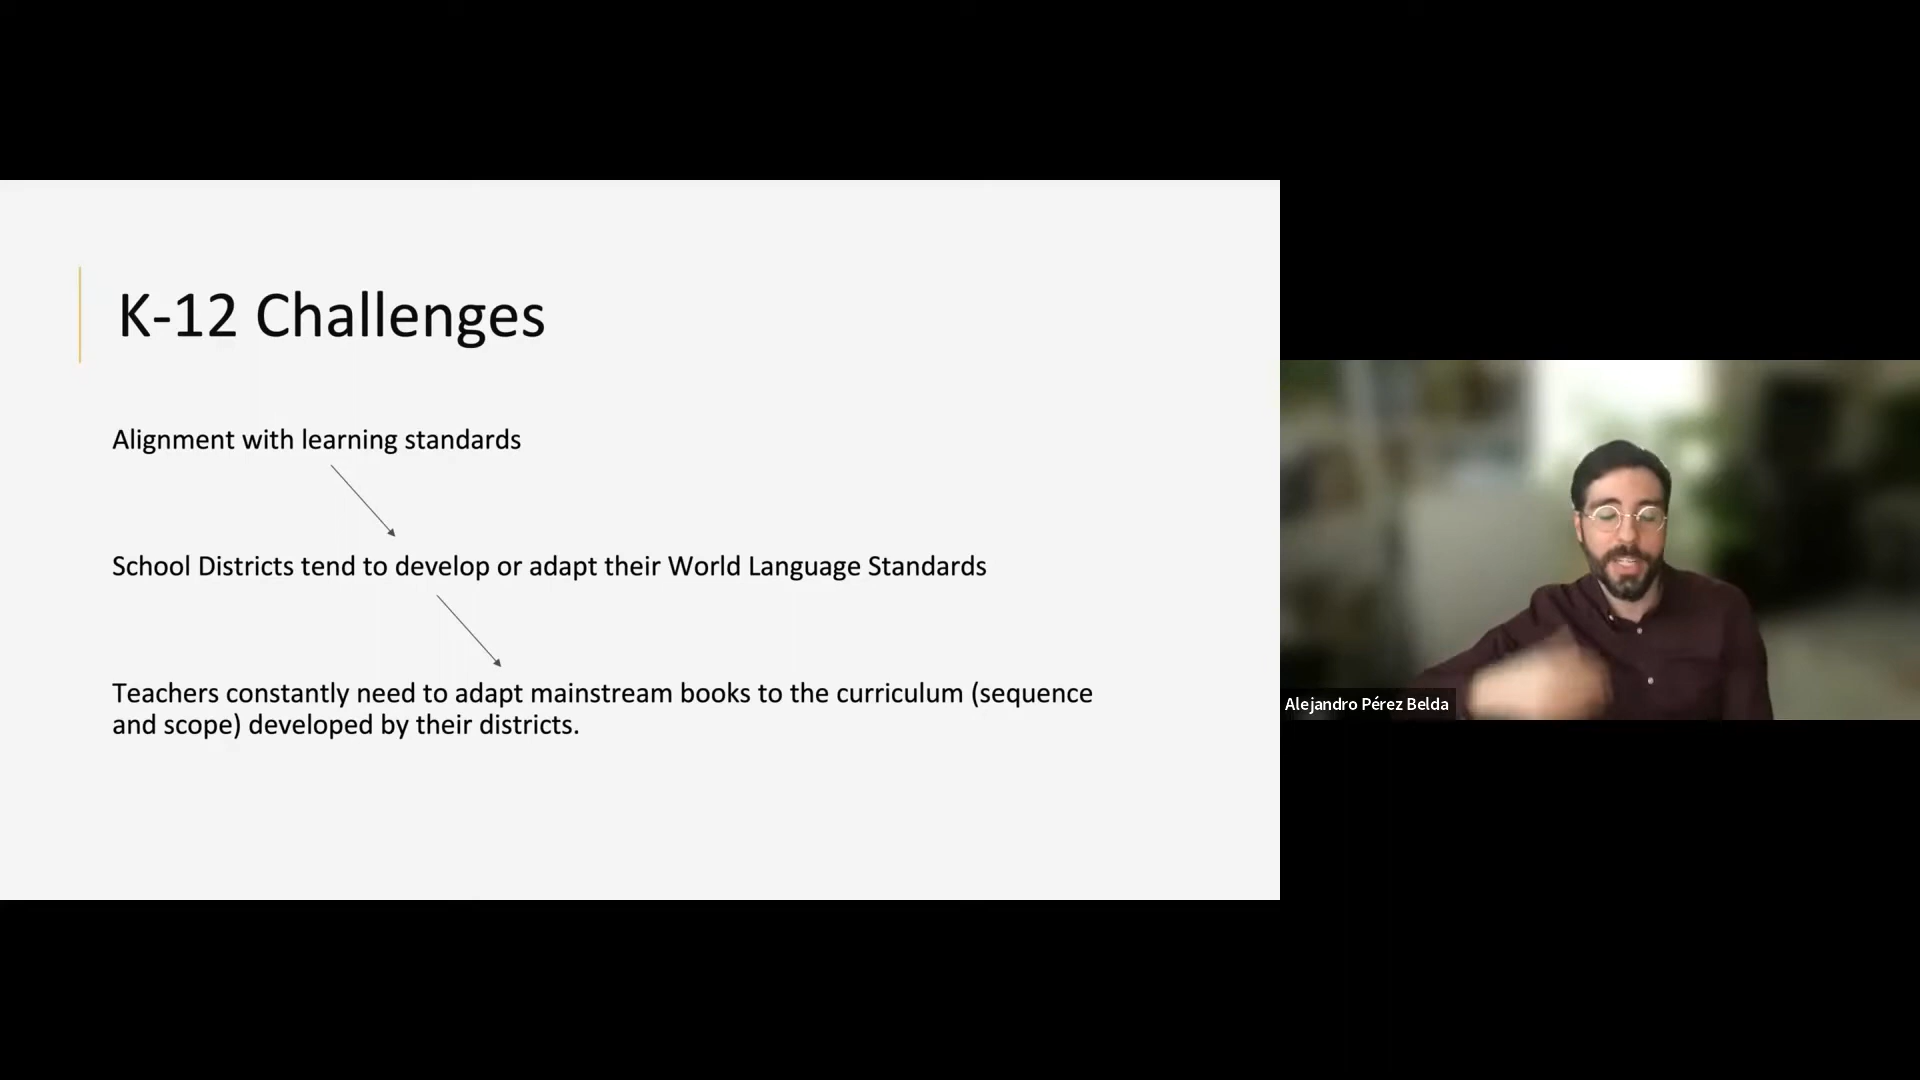 K-12 Challenges
Alignment with learning standards
School Districts tend to develop or adapt their World Language Standards
Teachers constantly need to adapt mainstream books to the curriculum (sequence
and scope) developed by their districts.
Alejandro Pérez Belda